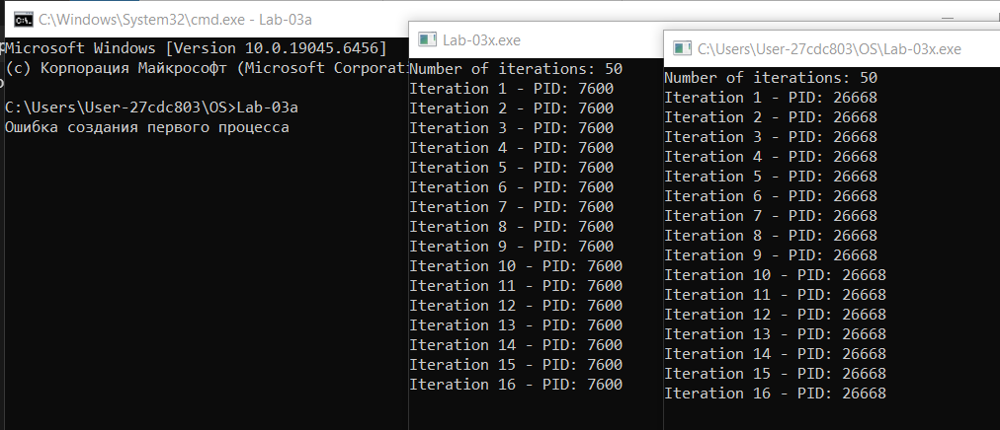 C:\Windows\System32\cmd.exe - Lab-03a
Microsoft Windows [Version 10.0.19045.6456]
(c) Корпорация Майкрософт (Microsoft Corporati
C:\Users\User-27cdc803\OS>Lab-03a
Ошибка создания первого процесса
Lab-03x.exe
Number of iterations: 50
Iteration 1 - PID: 7600
Iteration 2 - PID: 7600
Iteration 3 - PID: 7600
Iteration 4 - PID: 7600
Iteration 5 - PID: 7600
Iteration 6 - PID: 7600
Iteration 7 - PID: 7600
Iteration 8 - PID: 7600
Iteration 9 - PID: 7600
Iteration 10 - PID: 7600
Iteration 11 - PID: 7600
Iteration 12 - PID: 7600
Iteration 13 - PID: 7600
Iteration 14 - PID: 7600
Iteration 15 - PID: 7600
Iteration 16 - PID: 7600
C:\Users\User-27cdc803\OS\Lab-03x.exe
Number of iterations: 50
Iteration 1 - PID: 26668
Iteration 2 - PID: 26668
Iteration 3 - PID: 26668
Iteration 4 - PID: 26668
Iteration 5 - PID: 26668
Iteration 6 - PID: 26668
Iteration 7 - PID: 26668
Iteration 8 - PID: 26668
Iteration 9 - PID: 26668
Iteration 10 - PID: 26668
Iteration 11 - PID: 26668
Iteration 12 - PID: 26668
Iteration 13 - PID: 26668
Iteration 14 - PID: 26668
Iteration 15 - PID: 26668
Iteration 16 - PID: 26668